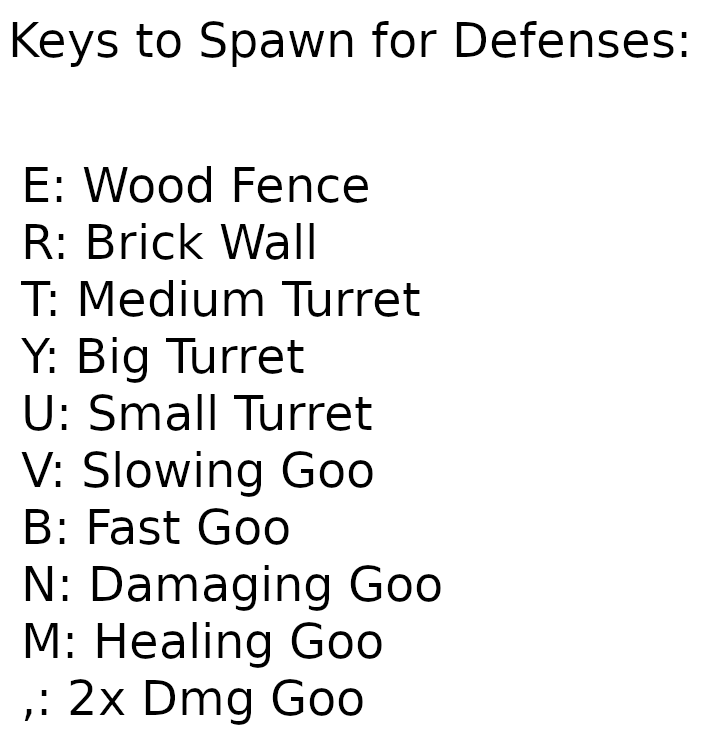 Keys to Spawn for Defenses:
E: Wood Fence
R: Brick Wall
T: Medium Turret
Y: Big Turret
U: Small Turret
V: Slowing Goo
B: Fast Goo
N: Damaging Goo
M: Healing Goo
,: 2x Dmg Goo